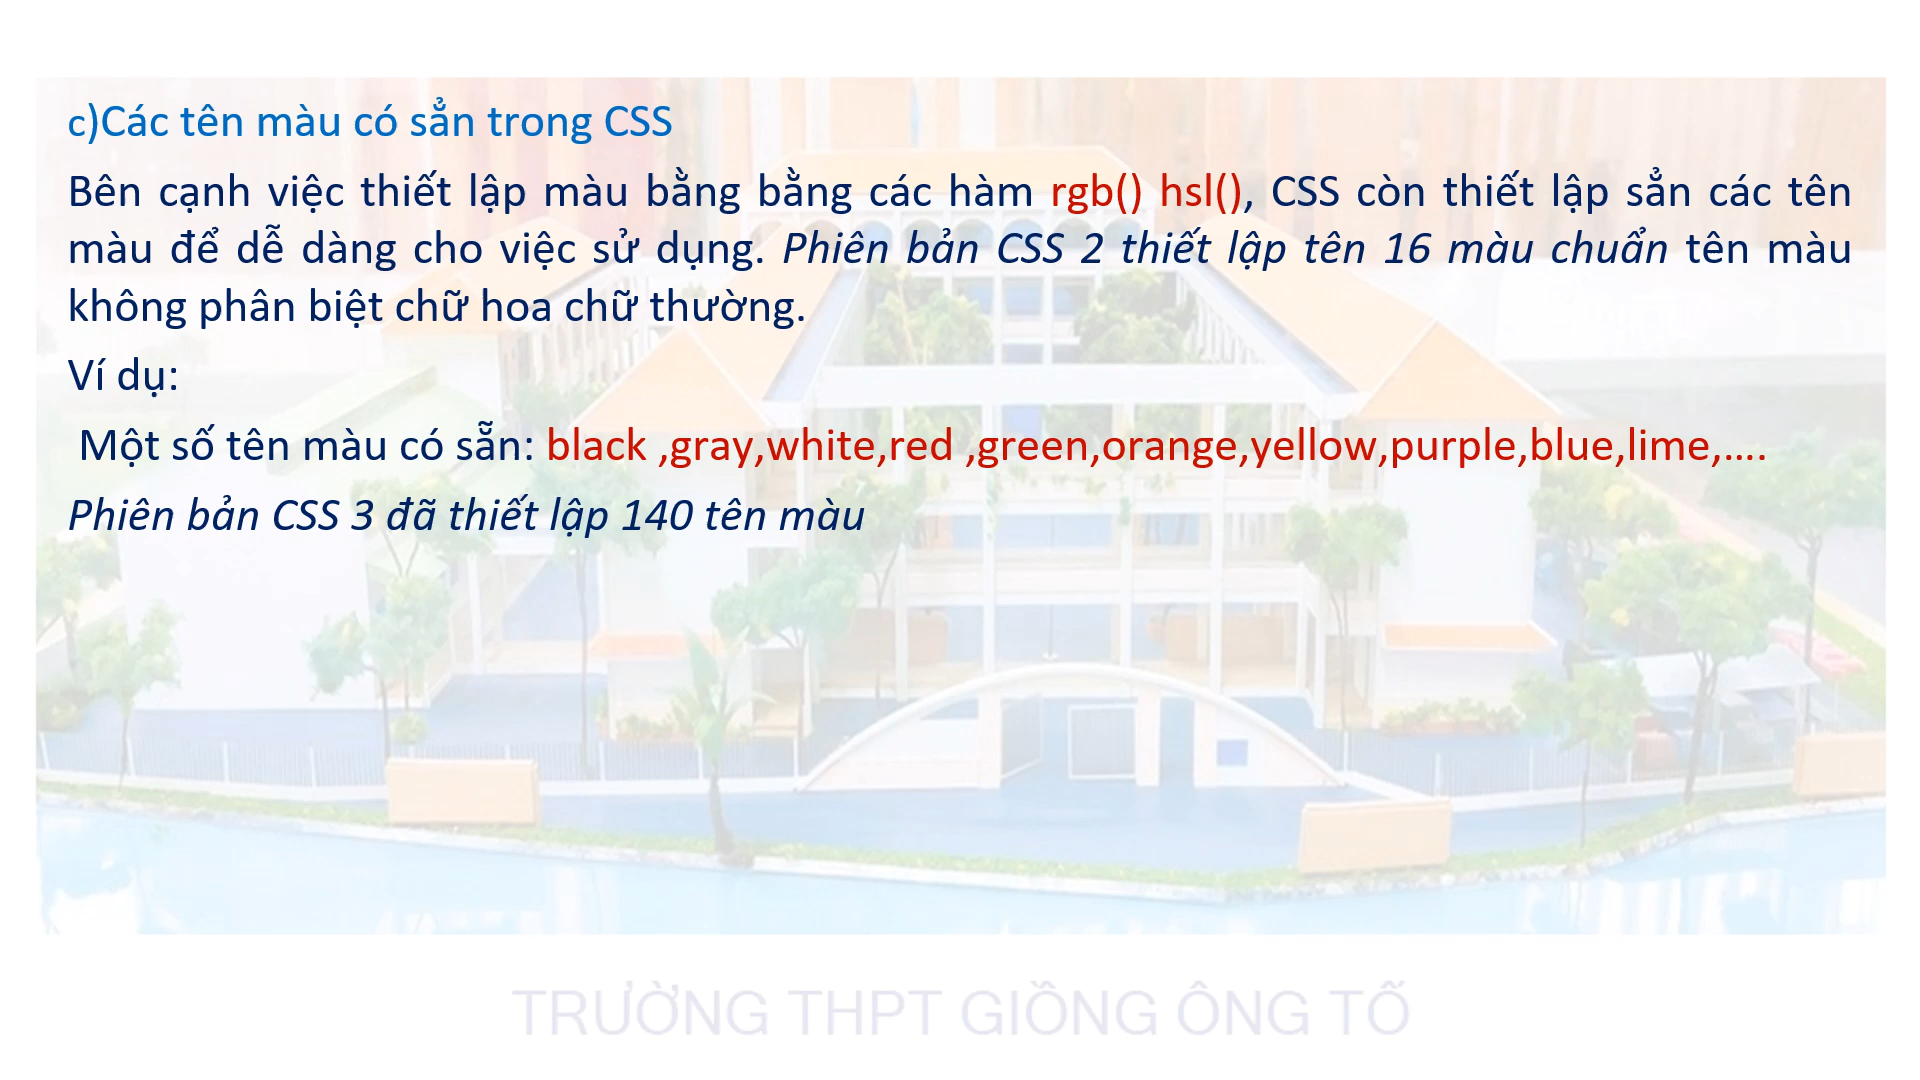 c)Các tên màu có sẳn trong CSS
Bên cạnh việc thiết lập màu bằng bằng các hàm rgb() hsl(), CSS còn thiết lập sẳn các tên
màu để dễ dàng cho việc sử dụng. Phiên bản CSS 2 thiết lập tên 16 màu chuẩn tên màu
không phân biệt chữ hoa chữ thường.
Ví dụ:
Một số tên màu có sẵn: black ,gray,white,red ,green,orange,yellow,purple,blue,lime,….
Phiên bản CSS 3 đã thiết lập 140 tên màu
TRƯỜNG THPT GIỒNG ÔNG TỐ